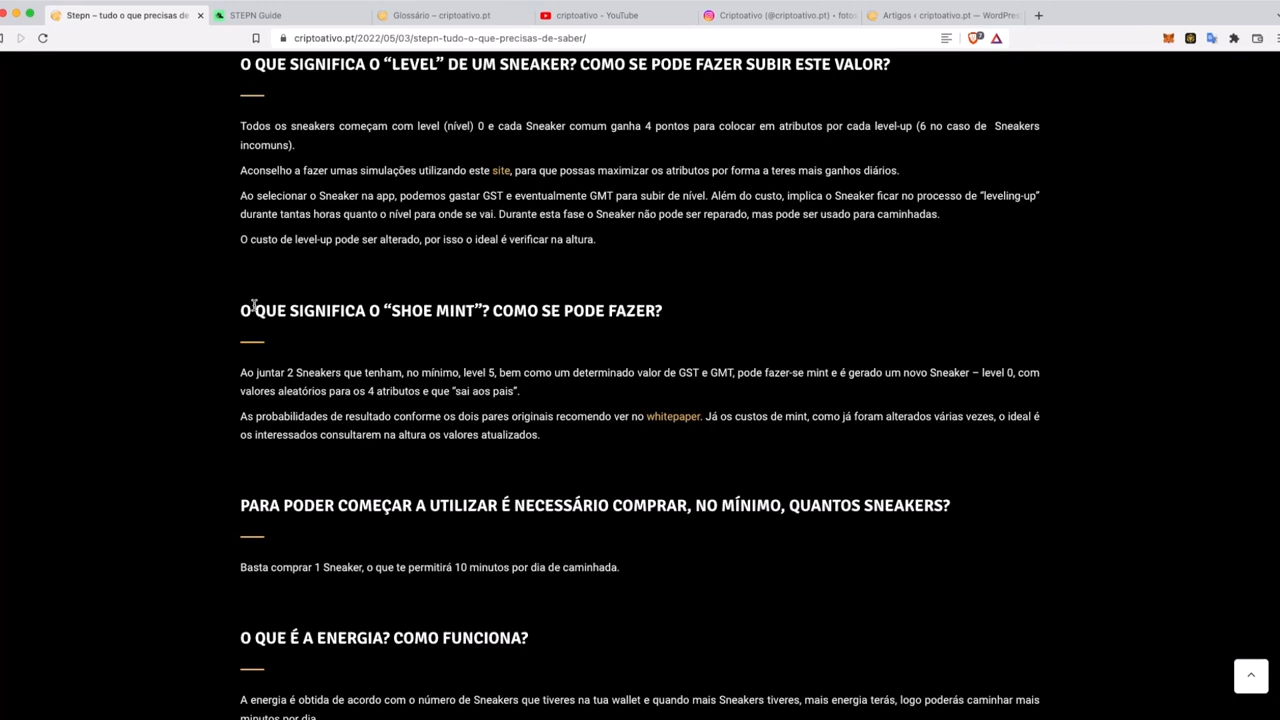 Stepn – tudo o que precisas de
STEPN Guide
Glossário – criptoativo.pt
criptoativo - YouTube
Criptoativo (@criptoativo.pt) • fotos
Artigos ‹ criptoativo.pt — WordPres
criptoativo.pt/2022/05/03/stepn-tudo-o-que-precisas-de-saber/
O QUE SIGNIFICA O “LEVEL” DE UM SNEAKER? COMO SE PODE FAZER SUBIR ESTE VALOR?
Todos os sneakers começam com level (nível) 0 e cada Sneaker comum ganha 4 pontos para colocar em atributos por cada level-up (6 no caso de Sneakers
incomuns).
Aconselho a fazer umas simulações utilizando este site, para que possas maximizar os atributos por forma a teres mais ganhos diários.
Ao selecionar o Sneaker na app, podemos gastar GST e eventualmente GMT para subir de nível. Além do custo, implica o Sneaker ficar no processo de “leveling-up”
durante tantas horas quanto o nível para onde se vai. Durante esta fase o Sneaker não pode ser reparado, mas pode ser usado para caminhadas.
O custo de level-up pode ser alterado, por isso o ideal é verificar na altura.
O QUE SIGNIFICA O “SHOE MINT”? COMO SE PODE FAZER?
Ao juntar 2 Sneakers que tenham, no mínimo, level 5, bem como um determinado valor de GST e GMT, pode fazer-se mint e é gerado um novo Sneaker – level 0, com
valores aleatórios para os 4 atributos e que “sai aos pais”.
As probabilidades de resultado conforme os dois pares originais recomendo ver no whitepaper. Já os custos de mint, como já foram alterados várias vezes, o ideal é
os interessados consultarem na altura os valores atualizados.
PARA PODER COMEÇAR A UTILIZAR É NECESSÁRIO COMPRAR, NO MÍNIMO, QUANTOS SNEAKERS?
Basta comprar 1 Sneaker, o que te permitirá 10 minutos por dia de caminhada.
O QUE É A ENERGIA? COMO FUNCIONA?
A energia é obtida de acordo com o número de Sneakers que tiveres na tua wallet e quando mais Sneakers tiveres, mais energia terás, logo poderás caminhar mais
minutos por dia.